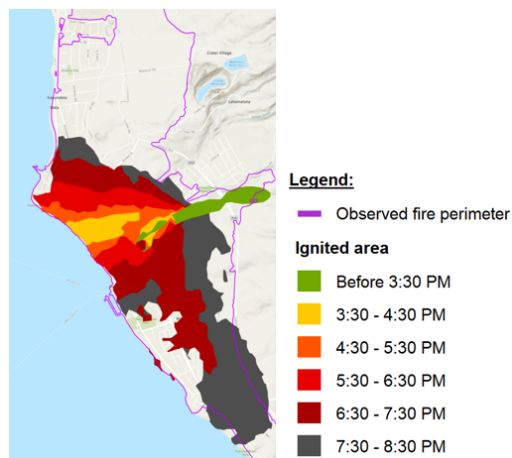 Crater Village
Lahainaluna
Legend:
Observed fire perimeter
Ignited area
Before 3:30 PM
3:30 - 4:30 PM
4:30 - 5:30 PM
5:30 - 6:30 PM
6:30 - 7:30 PM
7:30 - 8:30 PM